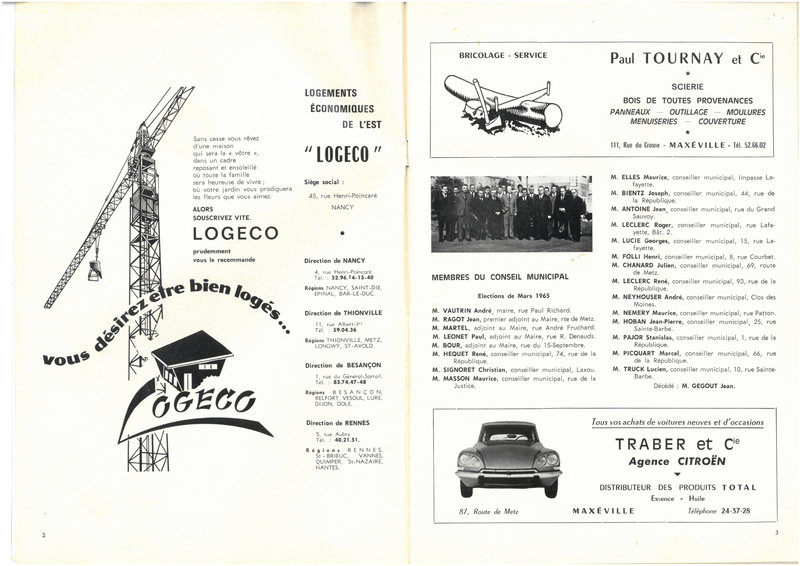 Sans cesse vous rêvez
d'une maison
qui sera la « vôtre »,
dans un cadre
reposant et ensoleillé
où toute la famille
sera heureuse de vivre ;
où votre jardin vous prodiguera
les fleurs que vous aimez.
ALORS
SOUSCRIVEZ VITE.
LOGECO
prudemment
vous le recommande
vous désirez etre bien logés...
LOGECO
LOGEMENTS
ÉCONOMIQUES
DE L'EST
"LOGECO"
Siège social :
45, rue Henri-Poincaré
NANCY
Direction de NANCY
4, rue Henri-Poincaré
Tél. : 52.96.14-15-40
Régions NANCY, SAINT-DIE,
EPINAL, BAR-LE-DUC.
Direction de THIONVILLE
11, rue Albert-Ier
Tél. : 59.04.36
Régions THIONVILLE, METZ,
LONGWY, ST-AVOLD.
Direction de BESANÇON
1, rue du Général-Sarrail
Tél. : 83.74.47-48
Régions BESANÇON,
BELFORT, VESOUL, LURE,
DIJON, DOLE.
Direction de RENNES
5, rue Aubry
Tél. : 40.21.51.
Régions RENNES,
St-BRIEUC, VANNES,
QUIMPER, St-NAZAIRE,
NANTES.
2
BRICOLAGE - SERVICE
Paul TOURNAY et Cie
SCIERIE
BOIS DE TOUTES PROVENANCES
PANNEAUX — OUTILLAGE — MOULURES
MENUISERIES — COUVERTURE
111, Rue du Crosne - MAXÉVILLE - Tél. 52.66.02
MEMBRES DU CONSEIL MUNICIPAL
Elections de Mars 1965
M. VAUTRIN André, maire, rue Paul Richard.
M. RAGOT Jean, premier adjoint au Maire, rte de Metz.
M. MARTEL, adjoint au Maire, rue André Fruchard.
M. LEONET Paul, adjoint au Maire, rue R. Denauds.
M. BOUR, adjoint au Maire, rue du 15-Septembre.
M. HEQUET René, conseiller municipal, 74, rue de la
République.
M. SIGNORET Christian, conseiller municipal, Laxou.
M. MASSON Maurice, conseiller municipal, rue de la
Justice.
M. ELLES Maurice, conseiller municipal, Impasse La-
fayette.
M. BIENTZ Joseph, conseiller municipal, 44, rue de
la République.
M. ANTOINE Jean, conseiller municipal, rue du Grand
Sauvoy.
M. LECLERC Roger, conseiller municipal, rue Lafa-
yette, Bât. 2.
M. LUCIE Georges, conseiller municipal, 15, rue La-
fayette.
M. FOLLI Henri, conseiller municipal, 8, rue Courbet.
M. CHANARD Julien, conseiller municipal, 69, route
de Metz.
M. LECLERC René, conseiller municipal, 93, rue de la
République.
M. NEYHOUSER André, conseiller municipal, Clos des
Moines.
M. NEMERY Maurice, conseiller municipal, rue Patton.
M. HOBAN Jean-Pierre, conseiller municipal, 25, rue
Sainte-Barbe.
M. PAJOR Stanislas, conseiller municipal, 1, rue de la
République.
M. PICQUART Marcel, conseiller municipal, 66, rue
de la République.
M. TRUCK Lucien, conseiller municipal, 10, rue Sainte-
Barbe.
Décédé : M. GEGOUT Jean.
Tous vos achats de voitures neuves et d'occasions
TRABER et Cie
Agence CITROËN
DISTRIBUTEUR DES PRODUITS TOTAL
Essence - Huile
87, Route de Metz
MAXÉVILLE
Téléphone 24-37-28
3